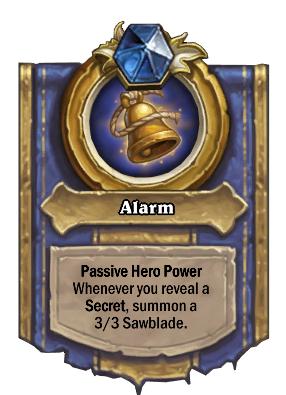 Alarm
Passive Hero Power
Whenever you reveal a
Secret, summon a
3/3 Sawblade.